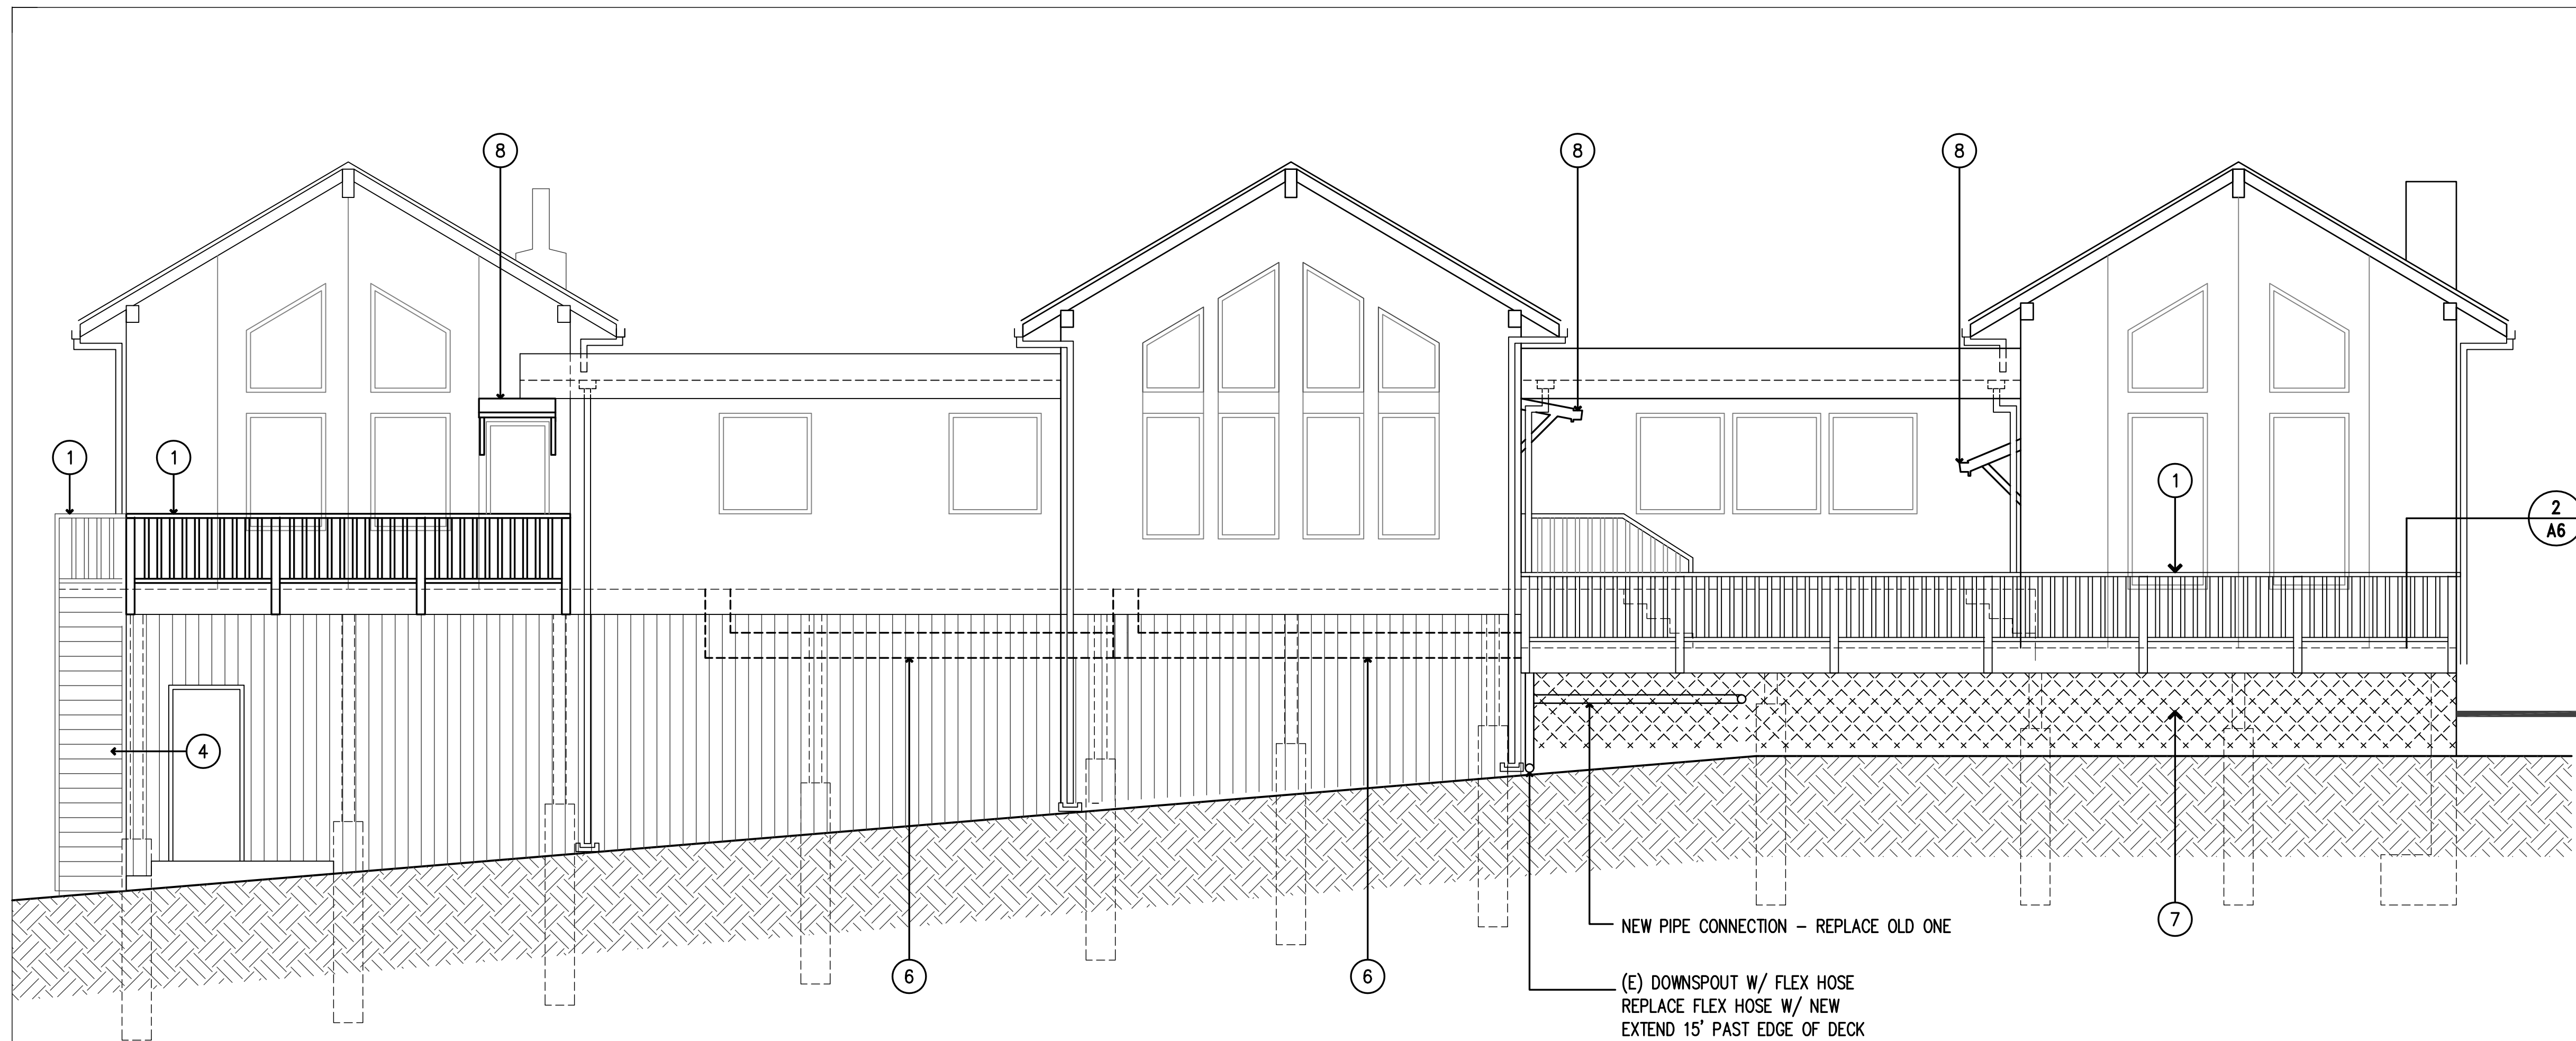 8
8
8
1
1
1
2
A6
4
7
6
6
NEW PIPE CONNECTION – REPLACE OLD ONE
(E) DOWNSPOUT W/ FLEX HOSE
REPLACE FLEX HOSE W/ NEW
EXTEND 15' PAST EDGE OF DECK